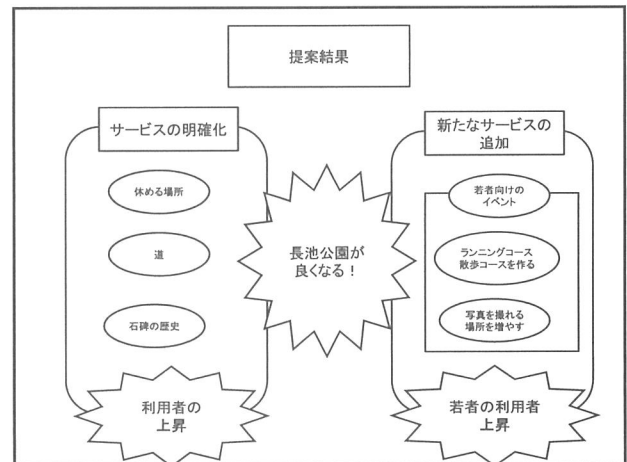 提案結果
サービスの明確化
休める場所
道
石碑の歴史
利用者の
上昇
長池公園が
良くなる！
新たなサービスの
追加
若者向けの
イベント
ランニングコース
散歩コースを作る
写真を撮れる
場所を増やす
若者の利用者
上昇